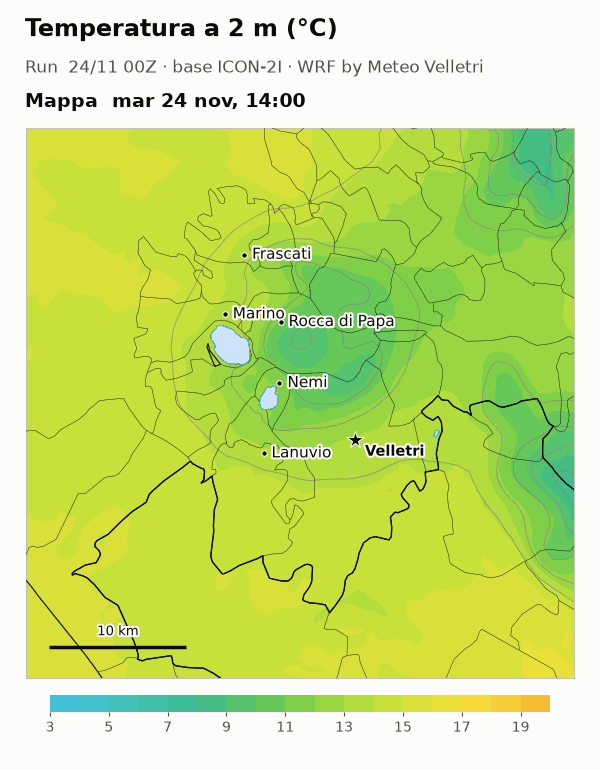 Temperatura a 2 m (°C)
Run  24/11 00Z · base ICON-2I · WRF by Meteo Velletri
Mappa  mar 24 nov, 14:00
Frascati
Marino
Rocca di Papa
Nemi
Velletri
Lanuvio
10 km
3 5 7 9 11 13 15 17 19